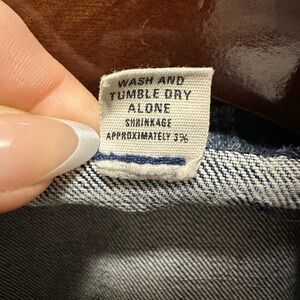 WASH AND
TUMBLE DRY
ALONE
SHRINKAGE
APPROXIMATELY 3%